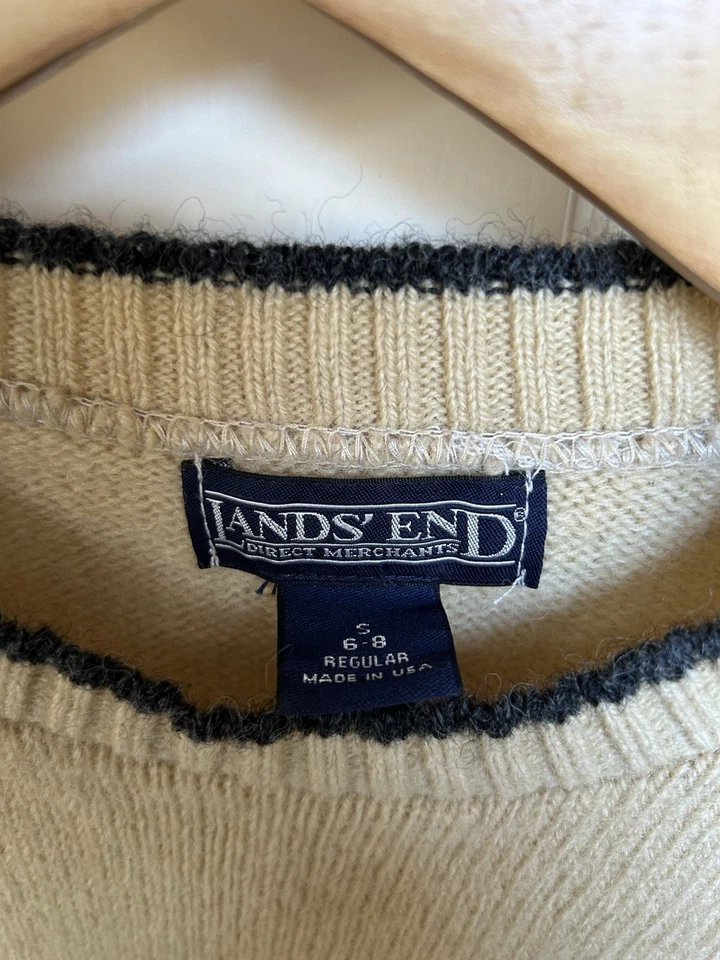 LANDS' END®
DIRECT MERCHANTS
S
6-8
REGULAR
MADE IN USA